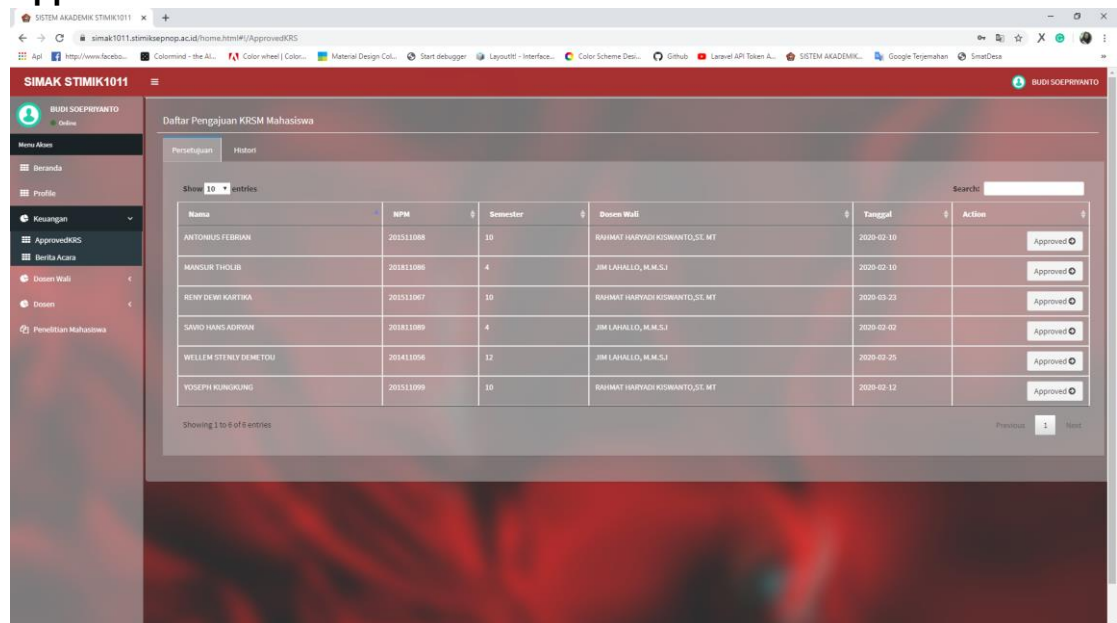 SISTEM AKADEMIK STIMIK1011
simak1011.stimiksepnop.ac.id/home.html#!/ApprovedKRS
Apl http://www.facebo... Colormind - the AI... Color wheel | Color... Material Design Col... Start debugger Layoutit! - Interface... Color Scheme Desi... Github Laravel API Token A... SISTEM AKADEMIK... Google Terjemahan SmatDesa
SIMAK STIMIK1011 BUDI SOEPRIYANTO
BUDI SOEPRIYANTO
Online
Menu Akses
Beranda
Profile
Keuangan
ApprovedKRS
Berita Acara
Dosen Wali
Dosen
Penelitian Mahasiswa
Daftar Pengajuan KRSM Mahasiswa
Persetujuan Histori
Show 10 entries Search:
Nama NPM Semester Dosen Wali Tanggal Action
ANTONIUS FEBRIAN 201511088 10 RAHMAT HARYADI KISWANTO,ST. MT 2020-02-10 Approved
MANSUR THOLIB 201811086 4 JIM LAHALLO, M.M.S.I 2020-02-10 Approved
RENY DEWI KARTIKA 201511067 10 RAHMAT HARYADI KISWANTO,ST. MT 2020-03-23 Approved
SAVIO HANS ADRYAN 201811089 4 JIM LAHALLO, M.M.S.I 2020-02-02 Approved
WELLEM STENLY DEMETOU 201411056 12 JIM LAHALLO, M.M.S.I 2020-02-25 Approved
YOSEPH KUNGKUNG 201511099 10 RAHMAT HARYADI KISWANTO,ST. MT 2020-02-12 Approved
Showing 1 to 6 of 6 entries Previous 1 Next